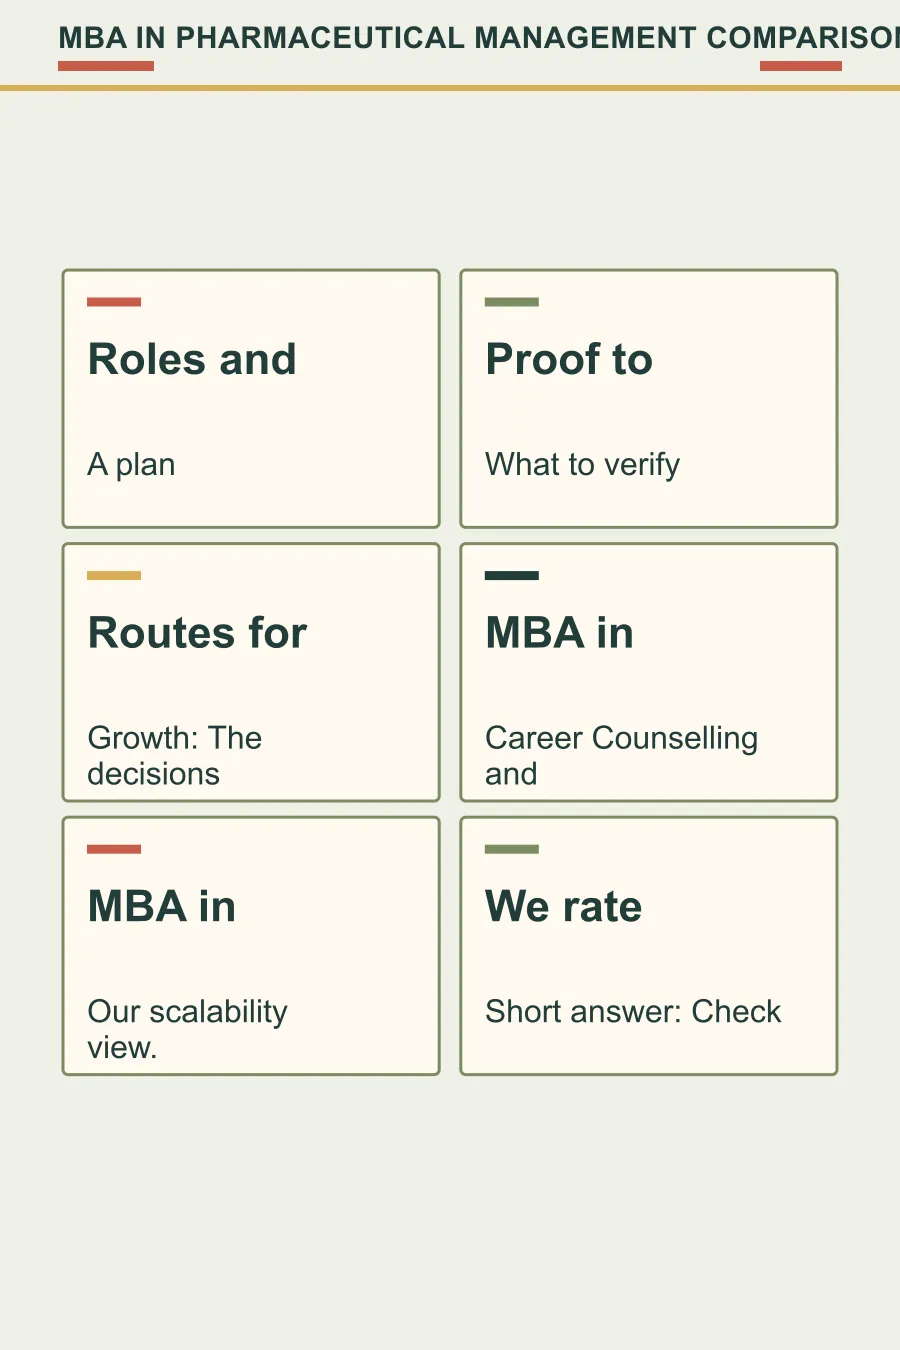 MBA IN PHARMACEUTICAL MANAGEMENT COMPARISON
Roles and
A plan
Proof to
What to verify
Routes for
Growth: The
decisions
MBA in
Career Counselling
and
MBA in
Our scalability
view.
We rate
Short answer: Check